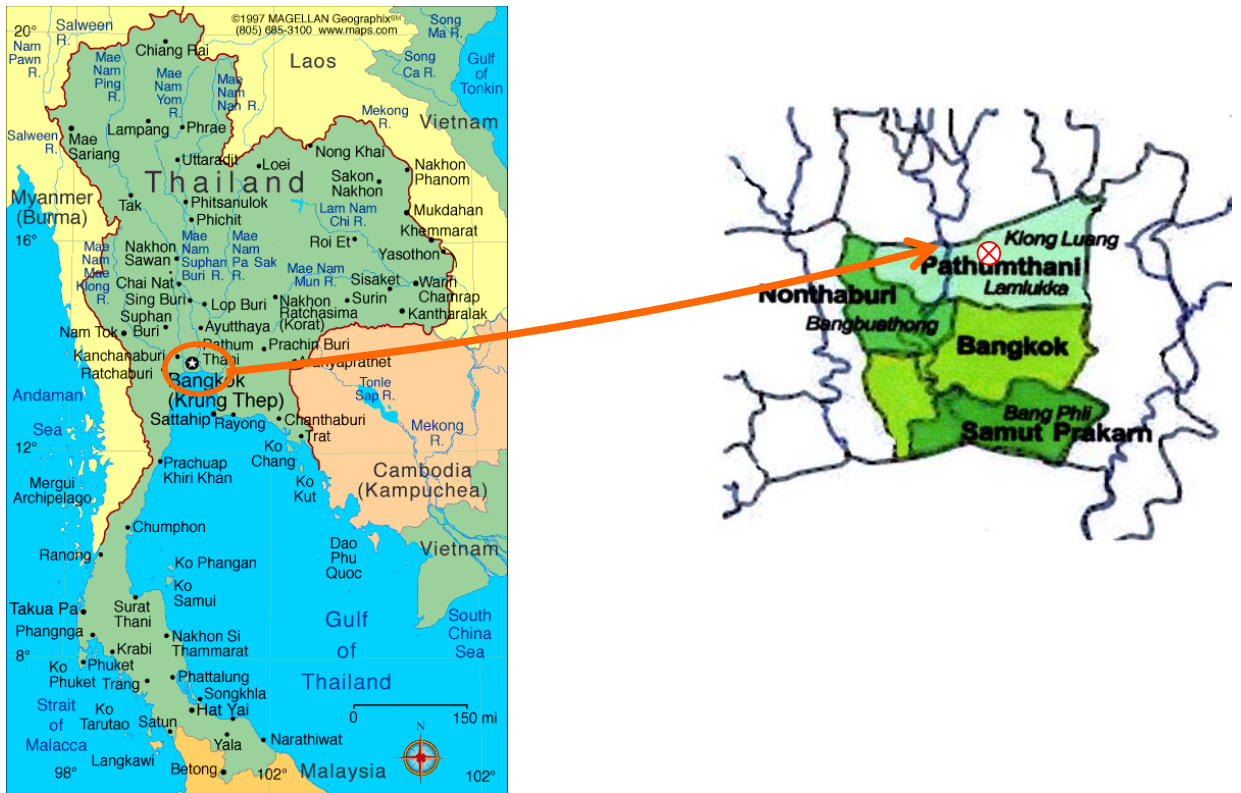 ©1997 MAGELLAN Geographix℠
(805) 685-3100 www.maps.com
20°
Salween
R.
Nam
Pawn
R.
Chiang Rai
Song
Ma R.
Mae
Nam
Ping
R.
Mae
Nam
Yom
R.
Mae
Nam
Nan R.
Laos
Song
Ca R.
Gulf
of
Tonkin
Mekong
R.
Vietnam
Salween
R.
Mae
Sariang
Lampang
Phrae
Uttaradit
Loei
Nong Khai
Nakhon
Phanom
Thailand
Sakon
Nakhon
Myanmer
(Burma)
Tak
Phitsanulok
Phichit
Lam Nam
Chi R.
Mukdahan
Khemmarat
16°
Mae
Nam
Mae
Klong
R.
Nakhon
Sawan
Mae
Nam
Suphan
Buri R.
Mae
Nam
Pa Sak
R.
Roi Et
Yasothon
Mae Nam
Mun R.
Chai Nat
Sing Buri
Suphan
Buri
Lop Buri
Nakhon
Ratchasima
(Korat)
Sisaket
Surin
Warin
Chamrap
Kantharalak
Nam Tok
Ayutthaya
Pathum
Thani
Prachin Buri
Kanchanaburi
Ratchaburi
Aranyaprathet
Bangkok
(Krung Thep)
Tonle
Sap R.
Andaman
Sea
Sattahip
Rayong
Chanthaburi
Trat
Mekong
R.
12°
Ko
Chang
Prachuap
Khiri Khan
Ko
Kut
Cambodia
(Kampuchea)
Mergui
Archipelago
Chumphon
Ranong
Dao
Phu
Quoc
Vietnam
Ko Phangan
Ko
Samui
Takua Pa
Surat
Thani
Gulf
of
Thailand
South
China
Sea
Phangnga
Nakhon Si
Thammarat
8°
Krabi
Ko
Phuket
Phuket
Trang
Phattalung
Songkhla
Hat Yai
Strait
of
Malacca
Ko
Tarutao
Satun
0
150 mi
N
Langkawi
Yala
Narathiwat
Betong
Malaysia
98°
102°
102°
Klong Luang
Pathumthani
Lamlukka
Nonthaburi
Bangbuathong
Bangkok
Bang Phli
Samut Prakarn